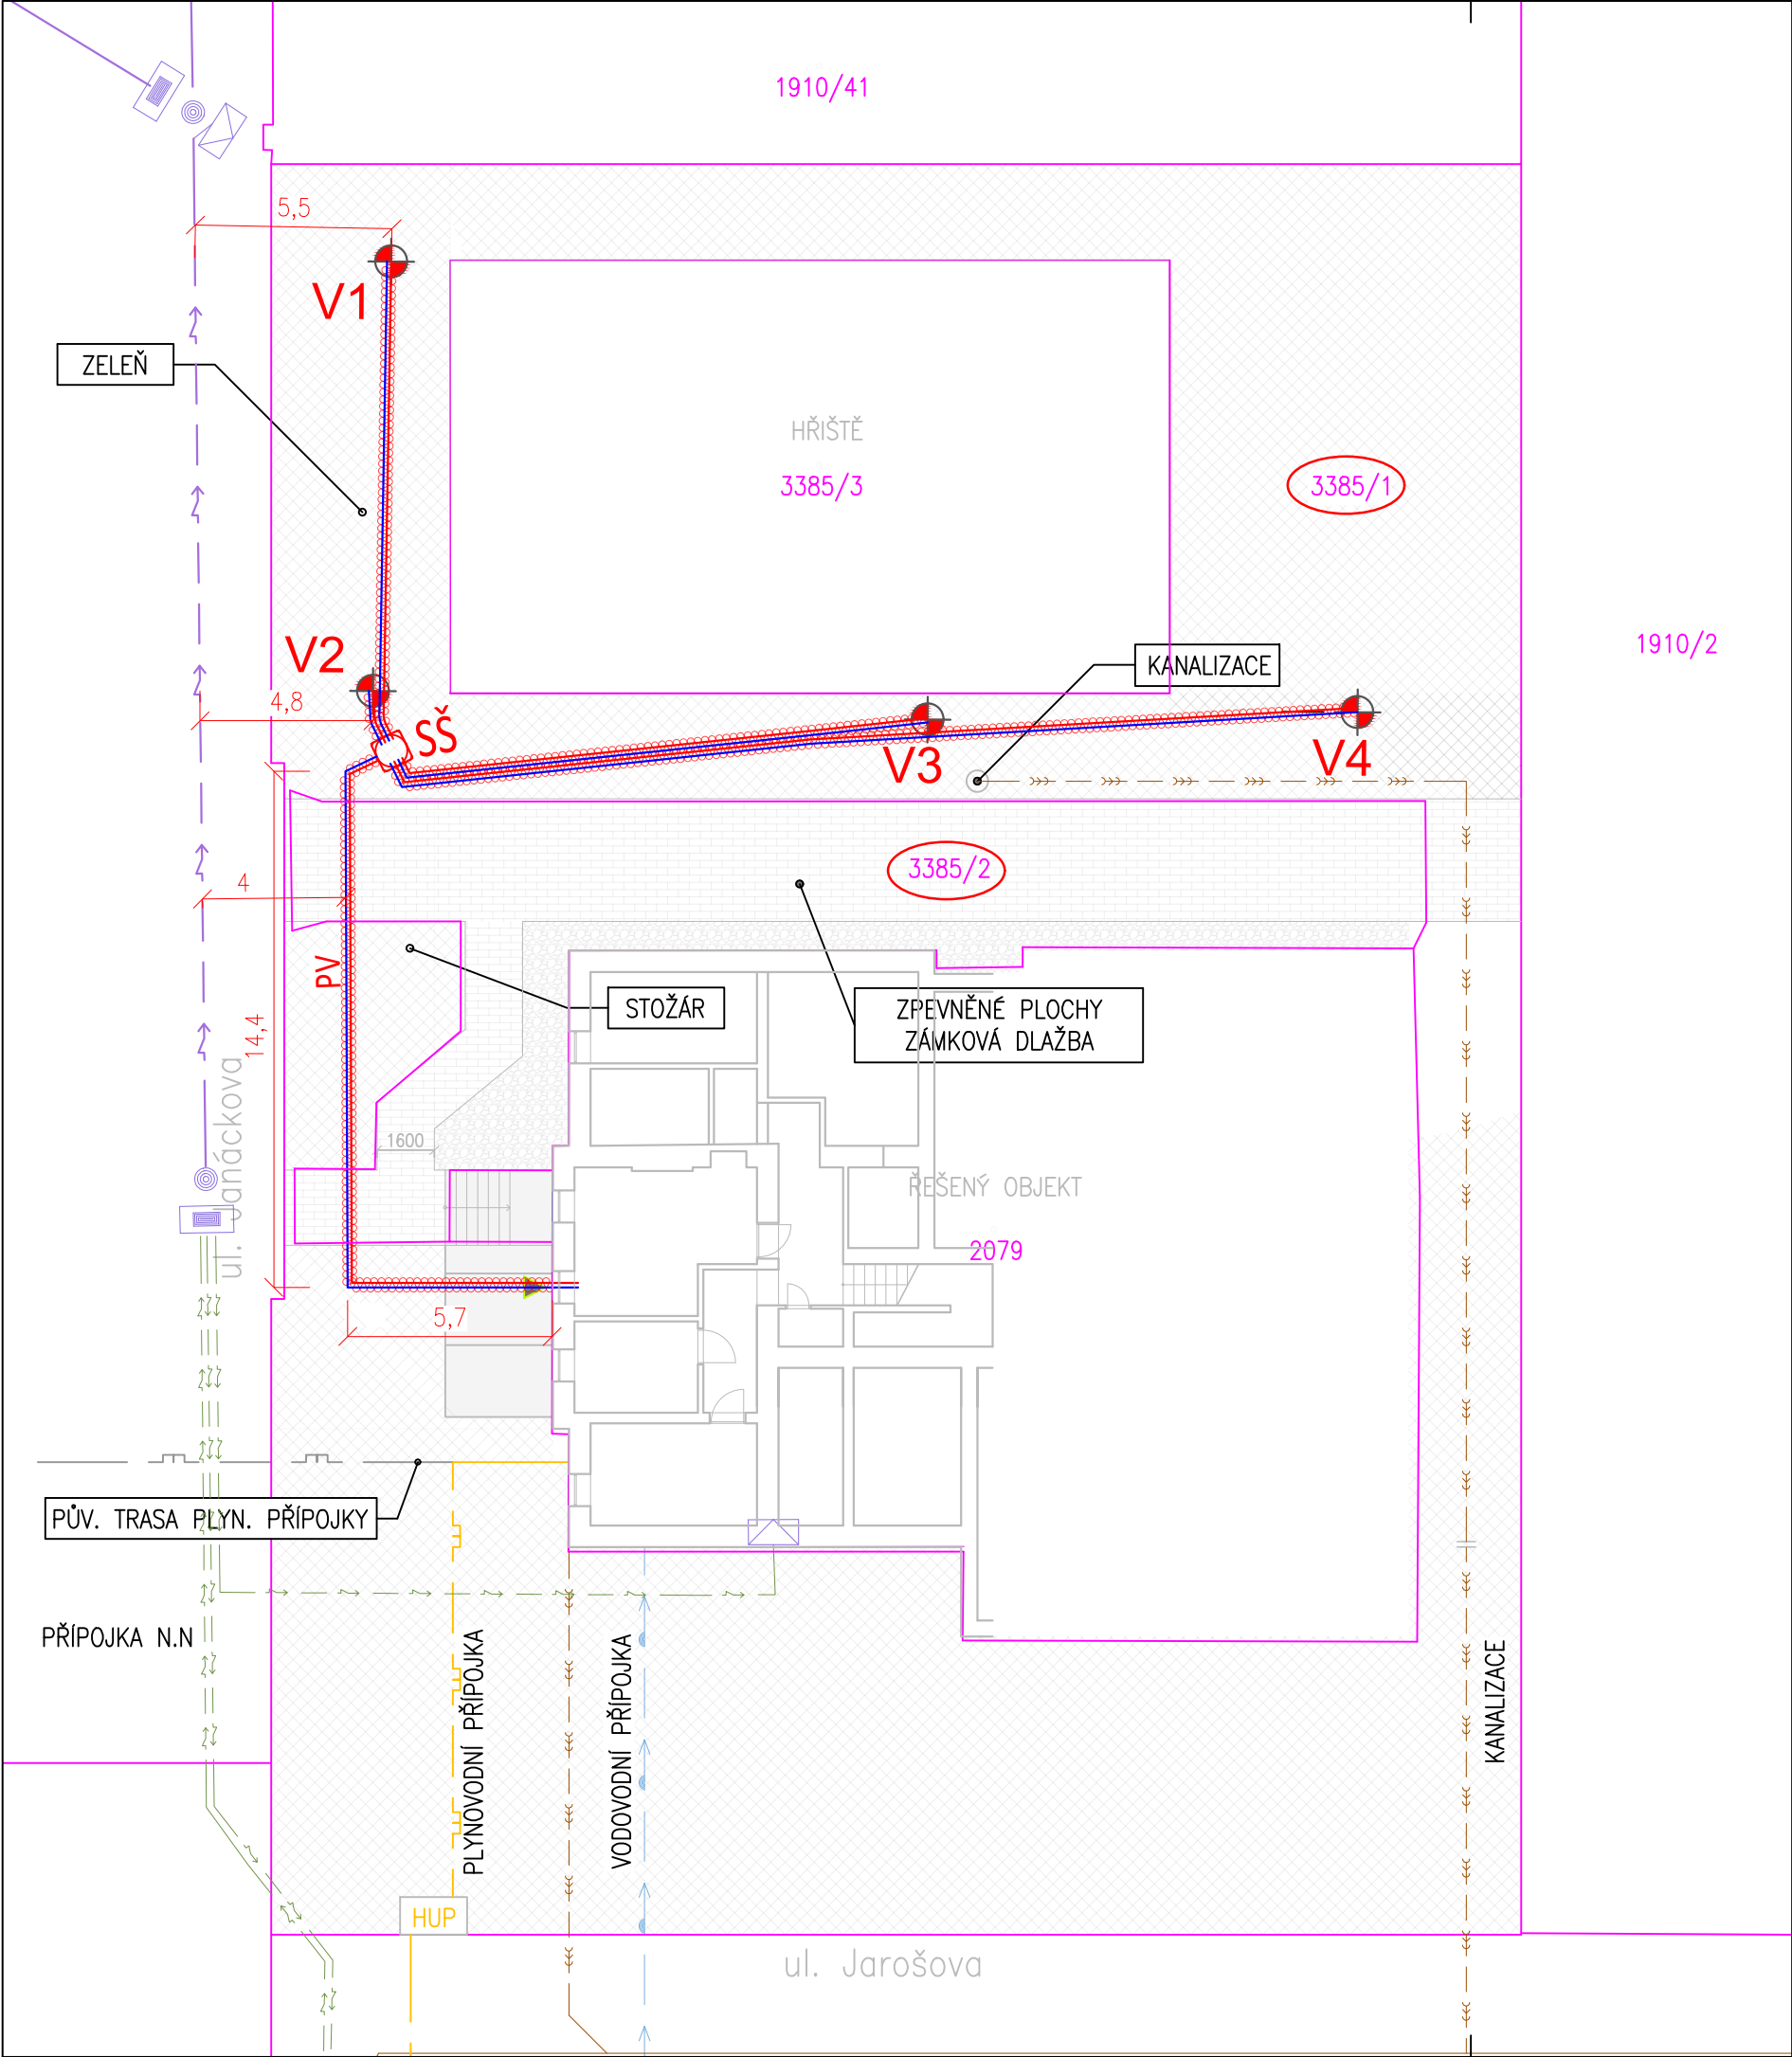 1910/41
5,5
V1
ZELEŇ
HŘIŠTĚ
3385/3
3385/1
V2
1910/2
KANALIZACE
4,8
SŠ
V3
V4
3385/2
4
PV
STOŽÁR
ZPEVNĚNÉ PLOCHY
ZÁMKOVÁ DLAŽBA
14,4
ul. Janáčkova
1600
ŘEŠENÝ OBJEKT
2079
5,7
PŮV. TRASA PLYN. PŘÍPOJKY
PŘÍPOJKA N.N
PLYNOVODNÍ PŘÍPOJKA
VODOVODNÍ PŘÍPOJKA
KANALIZACE
HUP
ul. Jarošova